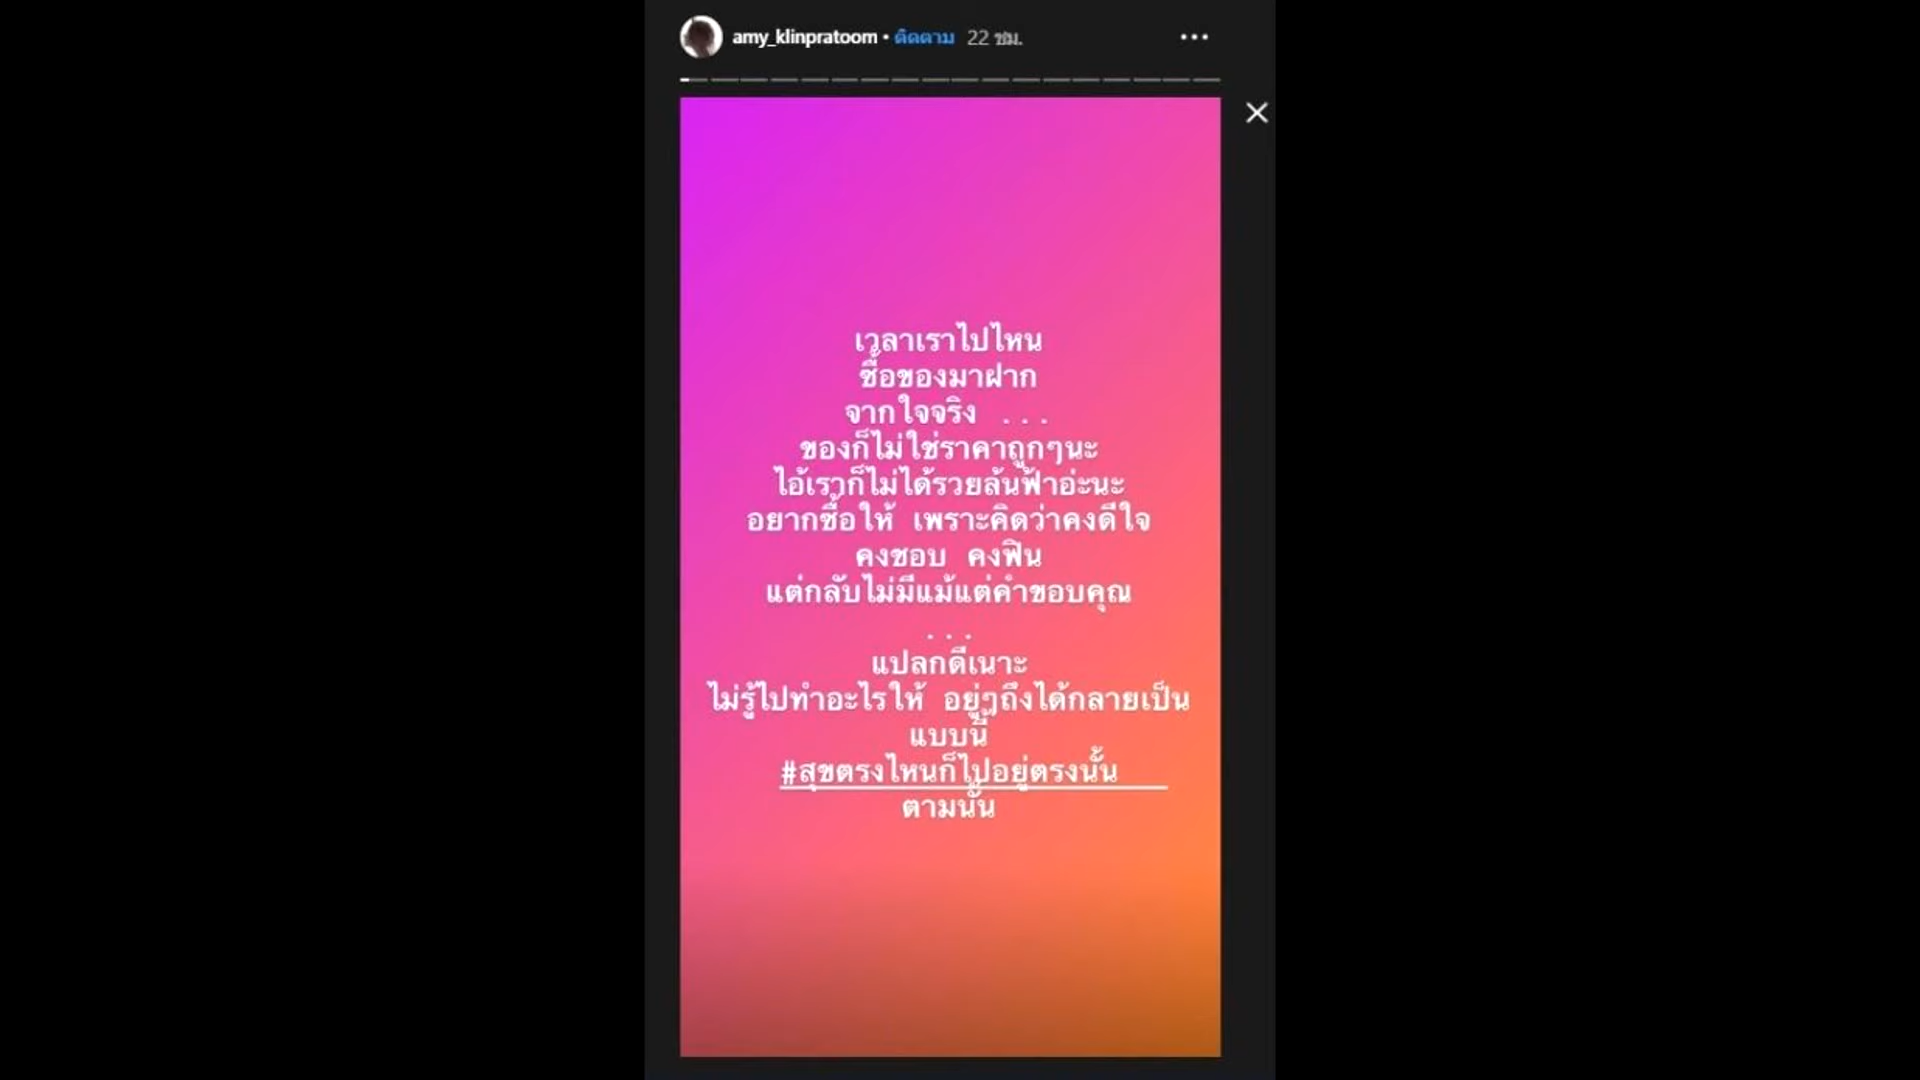 amy_klinpratoom • ติดตาม 22 ชม.
เวลาเราไปไหน
ซื้อของมาฝาก
จากใจจริง ...
ของก็ไม่ใช่ราคาถูกๆนะ
ไอ้เราก็ไม่ได้รวยล้นฟ้าอ่ะนะ
อยากซื้อให้ เพราะคิดว่าคงดีใจ
คงชอบ คงฟิน
แต่กลับไม่มีแม้แต่คำขอบคุณ
...
แปลกดีเนาะ
ไม่รู้ไปทำอะไรให้ อยู่ๆถึงได้กลายเป็น
แบบนี้
#สุขตรงไหนก็ไปอยู่ตรงนั้น
ตามนั้น